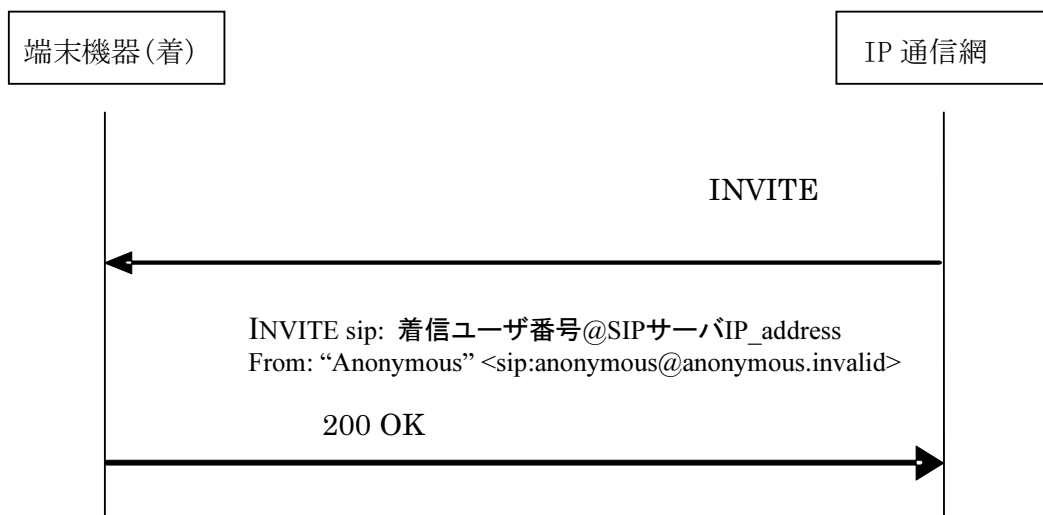 端末機器(着)
IP 通信網
INVITE
INVITE sip: 着信ユーザ番号@SIPサーバIP_address
From: “Anonymous” <sip:anonymous@anonymous.invalid>
200 OK